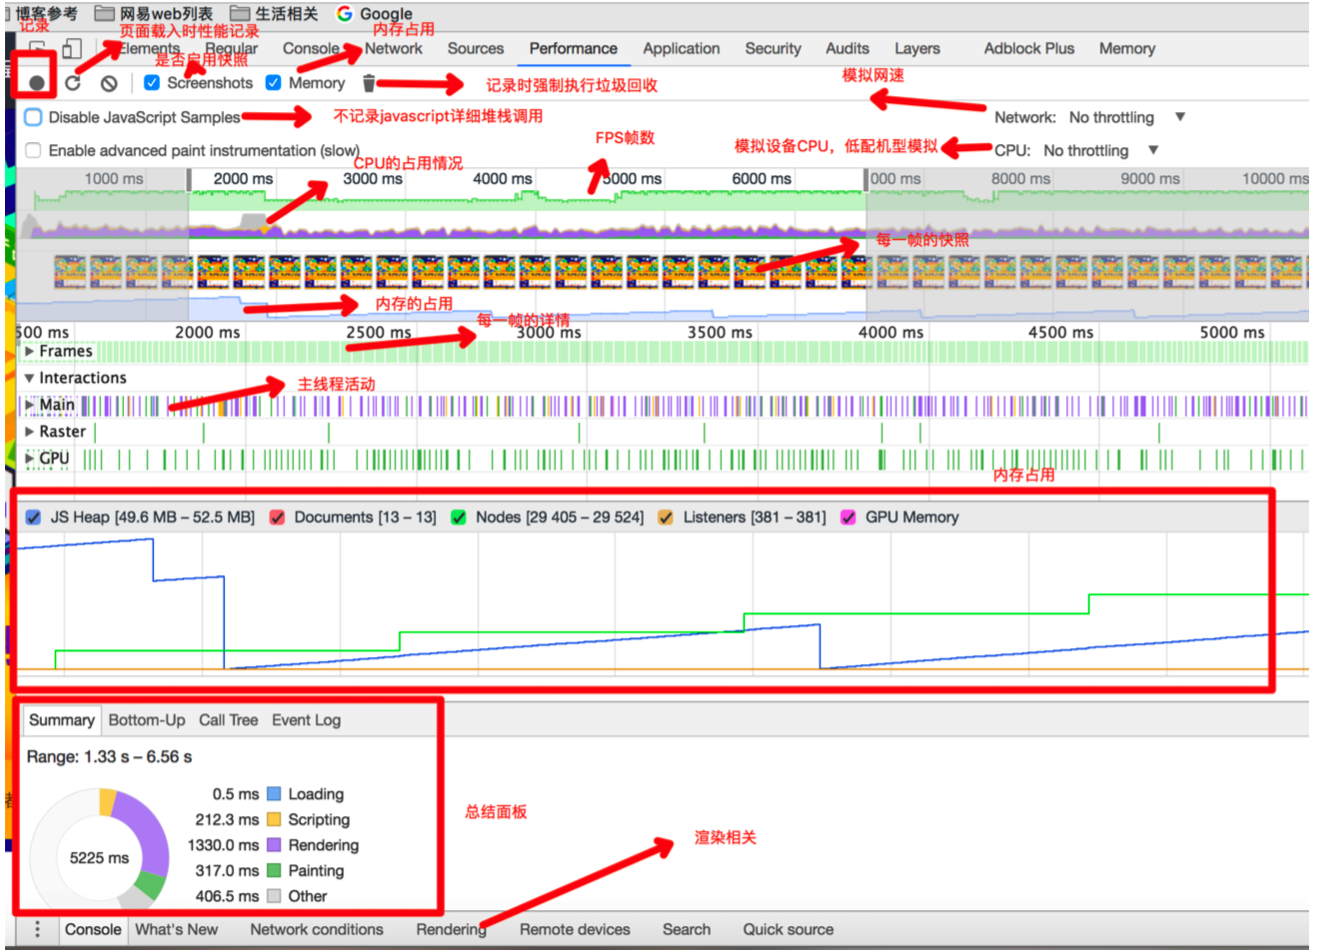 博客参考 网易web列表 生活相关 Google
记录
页面载入时性能记录
内存占用
Elements Regular Console Network Sources Performance Application Security Audits Layers Adblock Plus Memory
是否启用快照
模拟网速
Screenshots Memory 记录时强制执行垃圾回收
Disable JavaScript Samples 不记录javascript详细堆栈调用 Network: No throttling
FPS帧数
Enable advanced paint instrumentation (slow) 模拟设备CPU，低配机型模拟 CPU: No throttling
CPU的占用情况
1000 ms 2000 ms 3000 ms 4000 ms 5000 ms 6000 ms 000 ms 8000 ms 9000 ms 10000 ms
每一帧的快照
内存的占用
每一帧的详情
500 ms 2000 ms 2500 ms 3000 ms 3500 ms 4000 ms 4500 ms 5000 ms
Frames
Interactions 主线程活动
Main
Raster
GPU
内存占用
JS Heap [49.6 MB – 52.5 MB] Documents [13 – 13] Nodes [29 405 – 29 524] Listeners [381 – 381] GPU Memory
Summary Bottom-Up Call Tree Event Log
Range: 1.33 s – 6.56 s
0.5 ms Loading
212.3 ms Scripting
1330.0 ms Rendering
317.0 ms Painting
406.5 ms Other
5225 ms
总结面板
渲染相关
Console What's New Network conditions Rendering Remote devices Search Quick source